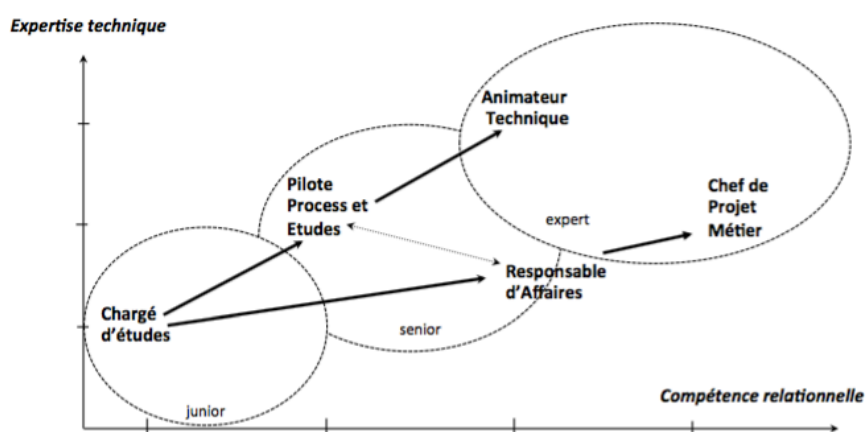 Expertise technique
Animateur
Technique
Pilote
Process et
Etudes
Chef de
Projet
Métier
expert
Responsable
d'Affaires
Chargé
d'études
senior
junior
Compétence relationnelle